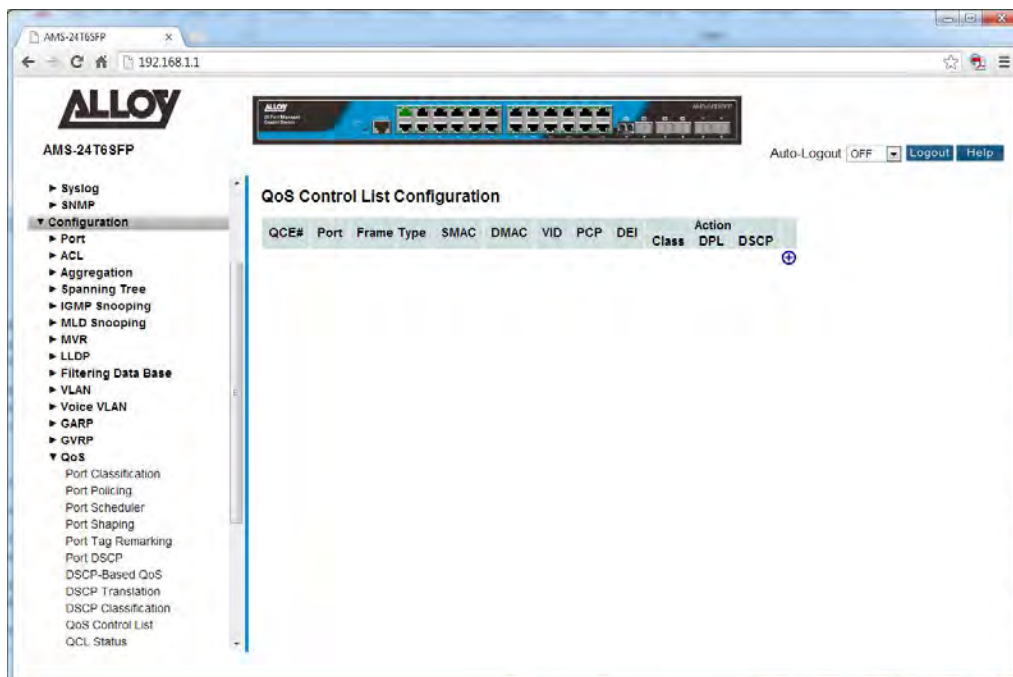 AMS-24T6SFP
192.168.1.1
ALLOY
ALLOY
AMS-24T6SFP
Auto-Logout OFF Logout Help
Syslog
SNMP
Configuration
Port
ACL
Aggregation
Spanning Tree
IGMP Snooping
MLD Snooping
MVR
LLDP
Filtering Data Base
VLAN
Voice VLAN
GARP
GVRP
QoS
Port Classification
Port Policing
Port Scheduler
Port Shaping
Port Tag Remarking
Port DSCP
DSCP-Based QoS
DSCP Translation
DSCP Classification
QoS Control List
QCL Status
QoS Control List Configuration
QCE# Port Frame Type SMAC DMAC VID PCP DEI Action
Class DPL DSCP